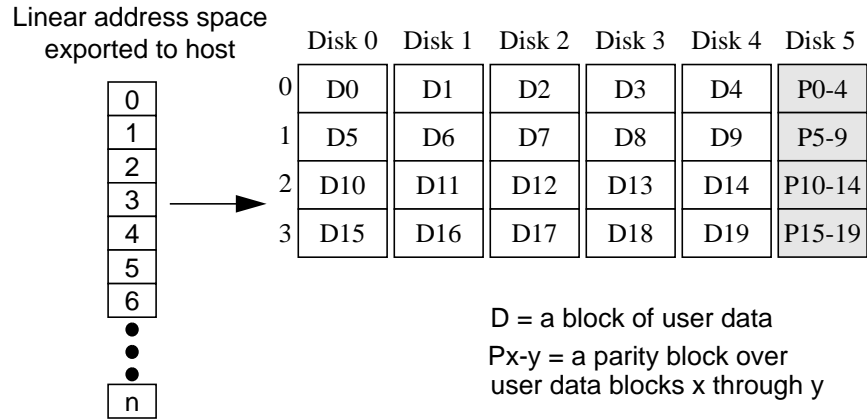 Linear address space
exported to host
0
1
2
3
4
5
6
n
Disk 0 Disk 1 Disk 2 Disk 3 Disk 4 Disk 5
0 D0 D1 D2 D3 D4 P0-4
1 D5 D6 D7 D8 D9 P5-9
2 D10 D11 D12 D13 D14 P10-14
3 D15 D16 D17 D18 D19 P15-19
D = a block of user data
Px-y = a parity block over
user data blocks x through y